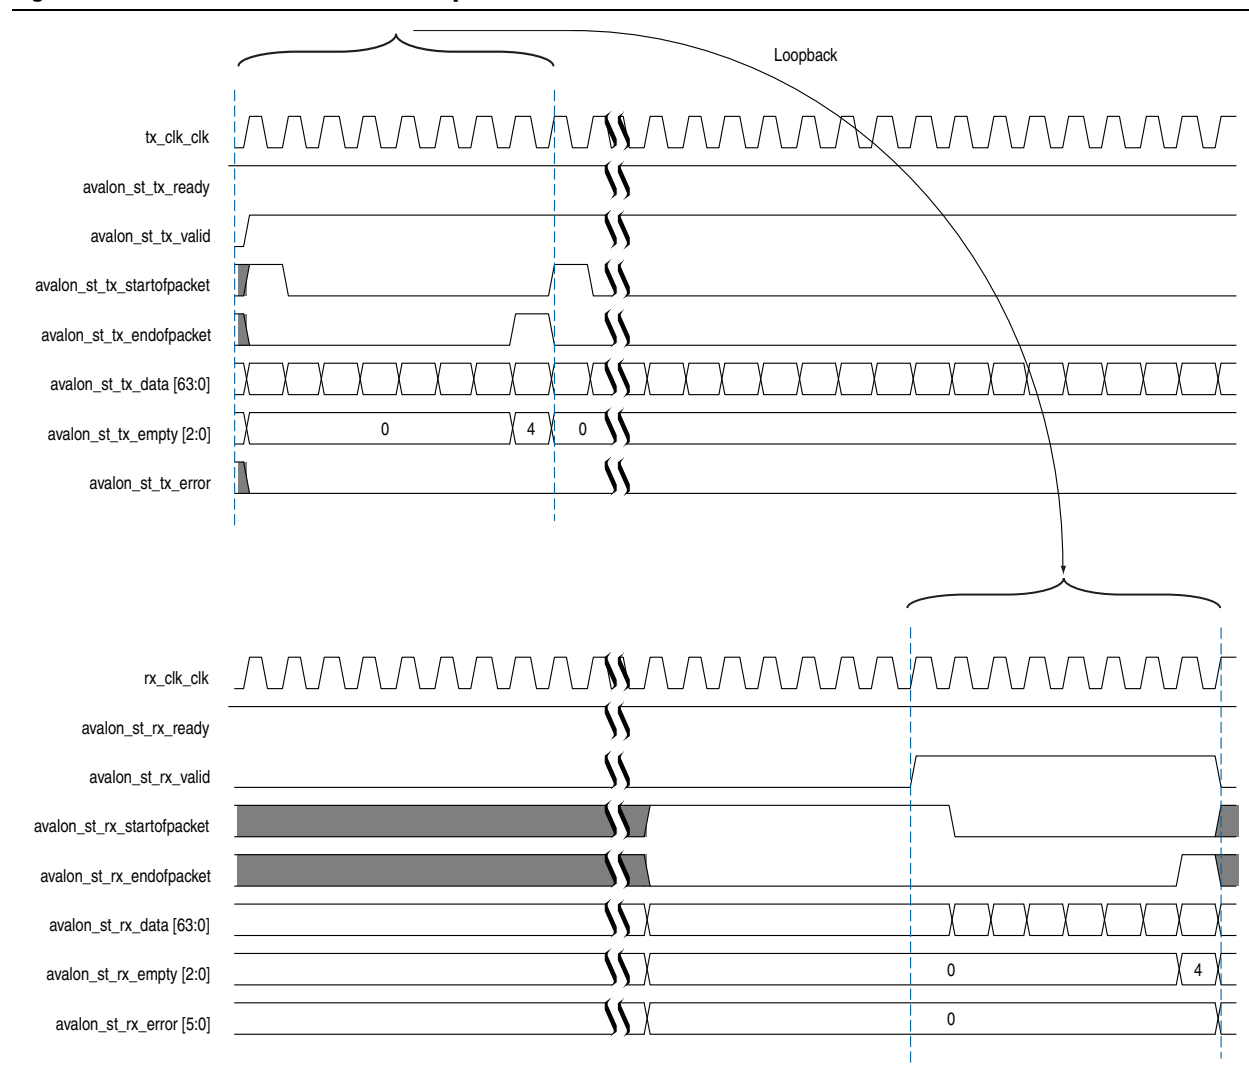 Loopback
tx_clk_clk
avalon_st_tx_ready
avalon_st_tx_valid
avalon_st_tx_startofpacket
avalon_st_tx_endofpacket
avalon_st_tx_data [63:0]
avalon_st_tx_empty [2:0] 0 4 0
avalon_st_tx_error
rx_clk_clk
avalon_st_rx_ready
avalon_st_rx_valid
avalon_st_rx_startofpacket
avalon_st_rx_endofpacket
avalon_st_rx_data [63:0]
avalon_st_rx_empty [2:0] 0 4
avalon_st_rx_error [5:0] 0